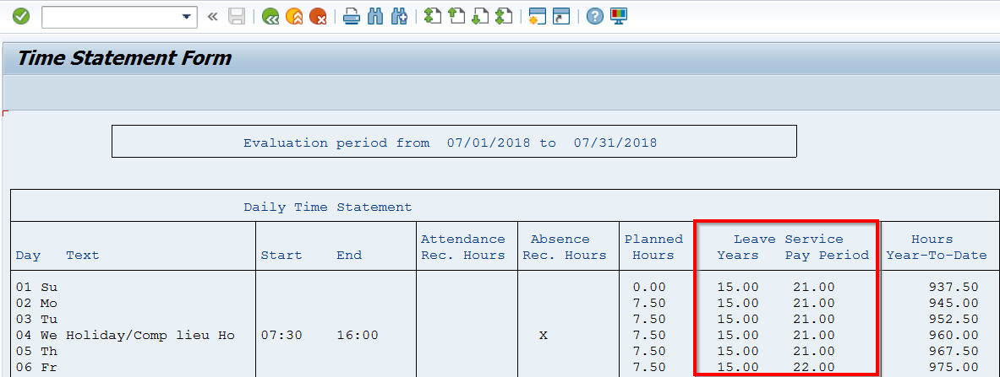 Time Statement Form
Evaluation period from 07/01/2018 to 07/31/2018
Daily Time Statement
Attendance Absence Planned Leave Service Hours
Day Text Start End Rec. Hours Rec. Hours Hours Years Pay Period Year-To-Date
01 Su 0.00 15.00 21.00 937.50
02 Mo 7.50 15.00 21.00 945.00
03 Tu 7.50 15.00 21.00 952.50
04 We Holiday/Comp lieu Ho 07:30 16:00 X 7.50 15.00 21.00 960.00
05 Th 7.50 15.00 21.00 967.50
06 Fr 7.50 15.00 22.00 975.00